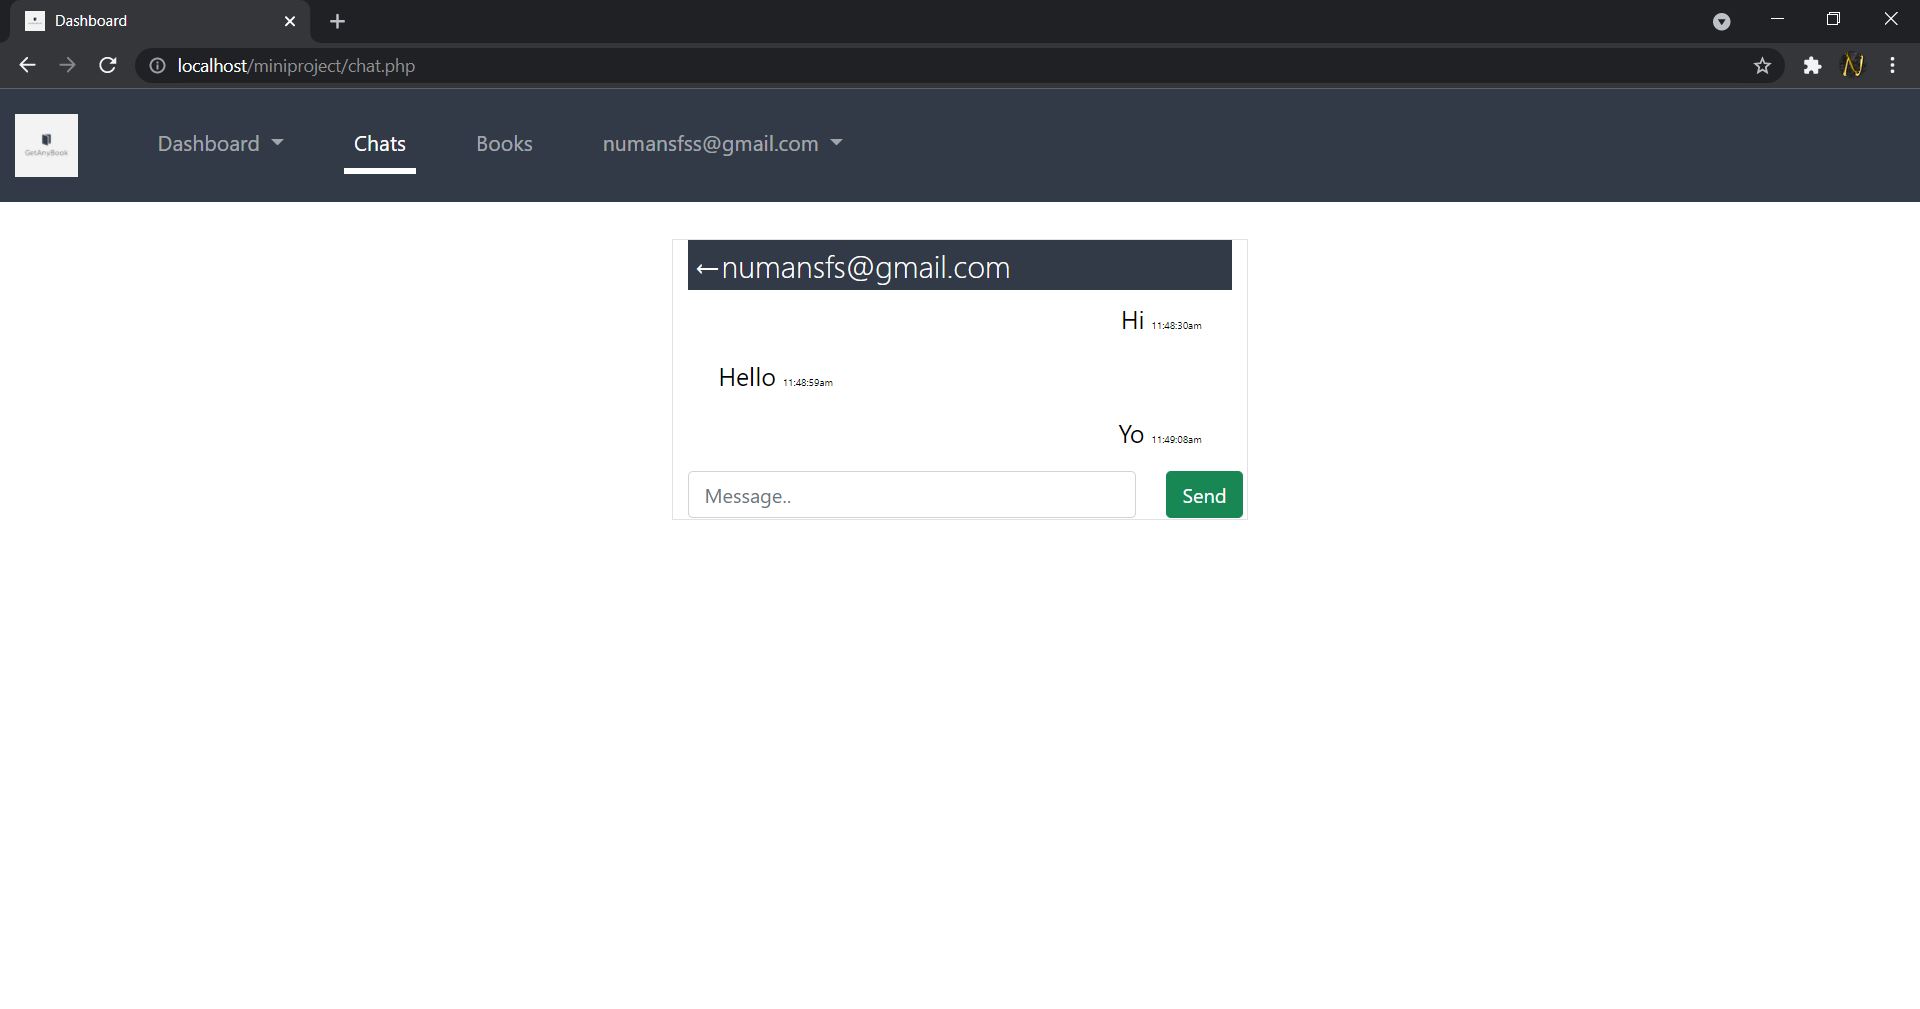 Dashboard
localhost/miniproject/chat.php
GetAnyBook
Dashboard
Chats
Books
numansfss@gmail.com
←numansfs@gmail.com
Hi 11:48:30am
Hello 11:48:59am
Yo 11:49:08am
Message..
Send